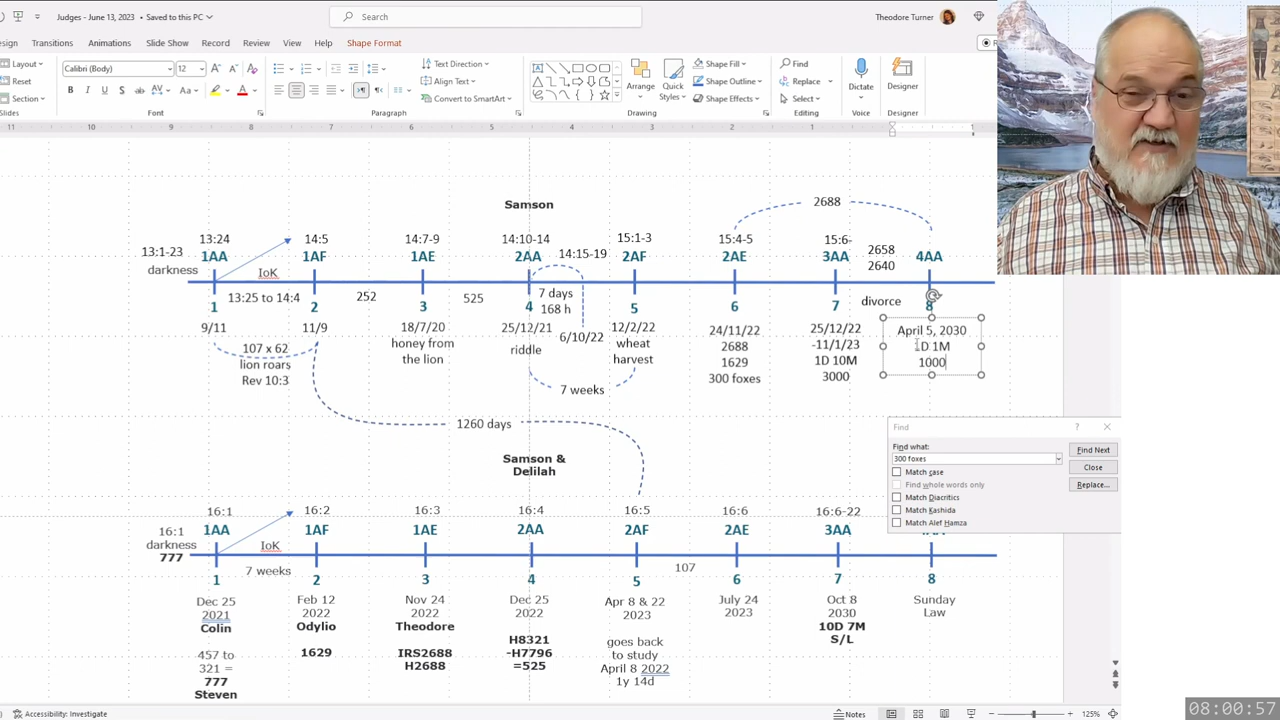 Judges - June 13, 2023 • Saved to this PC
Search
Theodore Turner
Transitions
Animations
Slide Show
Record
Review
View
Help
Shape Format
Layout
Reset
Section
Calibri (Body)
12
Text Direction
Align Text
Convert to SmartArt
Arrange
Quick
Styles
Shape Fill
Shape Outline
Shape Effects
Find
Replace
Select
Dictate
Designer
Font
Paragraph
Drawing
Editing
Voice
Designer
Samson
2688
13:1-23
darkness
13:24
1AA
IoK
14:5
1AF
14:7-9
1AE
14:10-14
2AA
14:15-19
15:1-3
2AF
15:4-5
2AE
15:6-
3AA
2658
2640
4AA
1
13:25 to 14:4
2
252
3
525
4
7 days
168 h
5
6
7
divorce
8
9/11
11/9
107 x 62
lion roars
Rev 10:3
18/7/20
honey from
the lion
25/12/21
riddle
6/10/22
12/2/22
wheat
harvest
7 weeks
24/11/22
2688
1629
300 foxes
25/12/22
-11/1/23
1D 10M
3000
April 5, 2030
1D 1M
1000
1260 days
Find
Find what:
300 foxes
Match case
Find whole words only
Match Diacritics
Match Kashida
Match Alef Hamza
Find Next
Close
Replace...
Samson &
Delilah
16:1
darkness
777
16:1
1AA
IoK
16:2
1AF
16:3
1AE
16:4
2AA
16:5
2AF
16:6
2AE
16:6-22
3AA
1
7 weeks
2
3
4
5
107
6
7
8
Dec 25
2021
Colin
457 to
321 =
777
Steven
Feb 12
2022
Odylio
1629
Nov 24
2022
Theodore
IRS2688
H2688
Dec 25
2022
H8321
-H7796
=525
Apr 8 & 22
2023
goes back
to study
April 8 2022
1y 14d
July 24
2023
Oct 8
2030
10D 7M
S/L
Sunday
Law
Accessibility: Investigate
Notes
125%
08:00:57